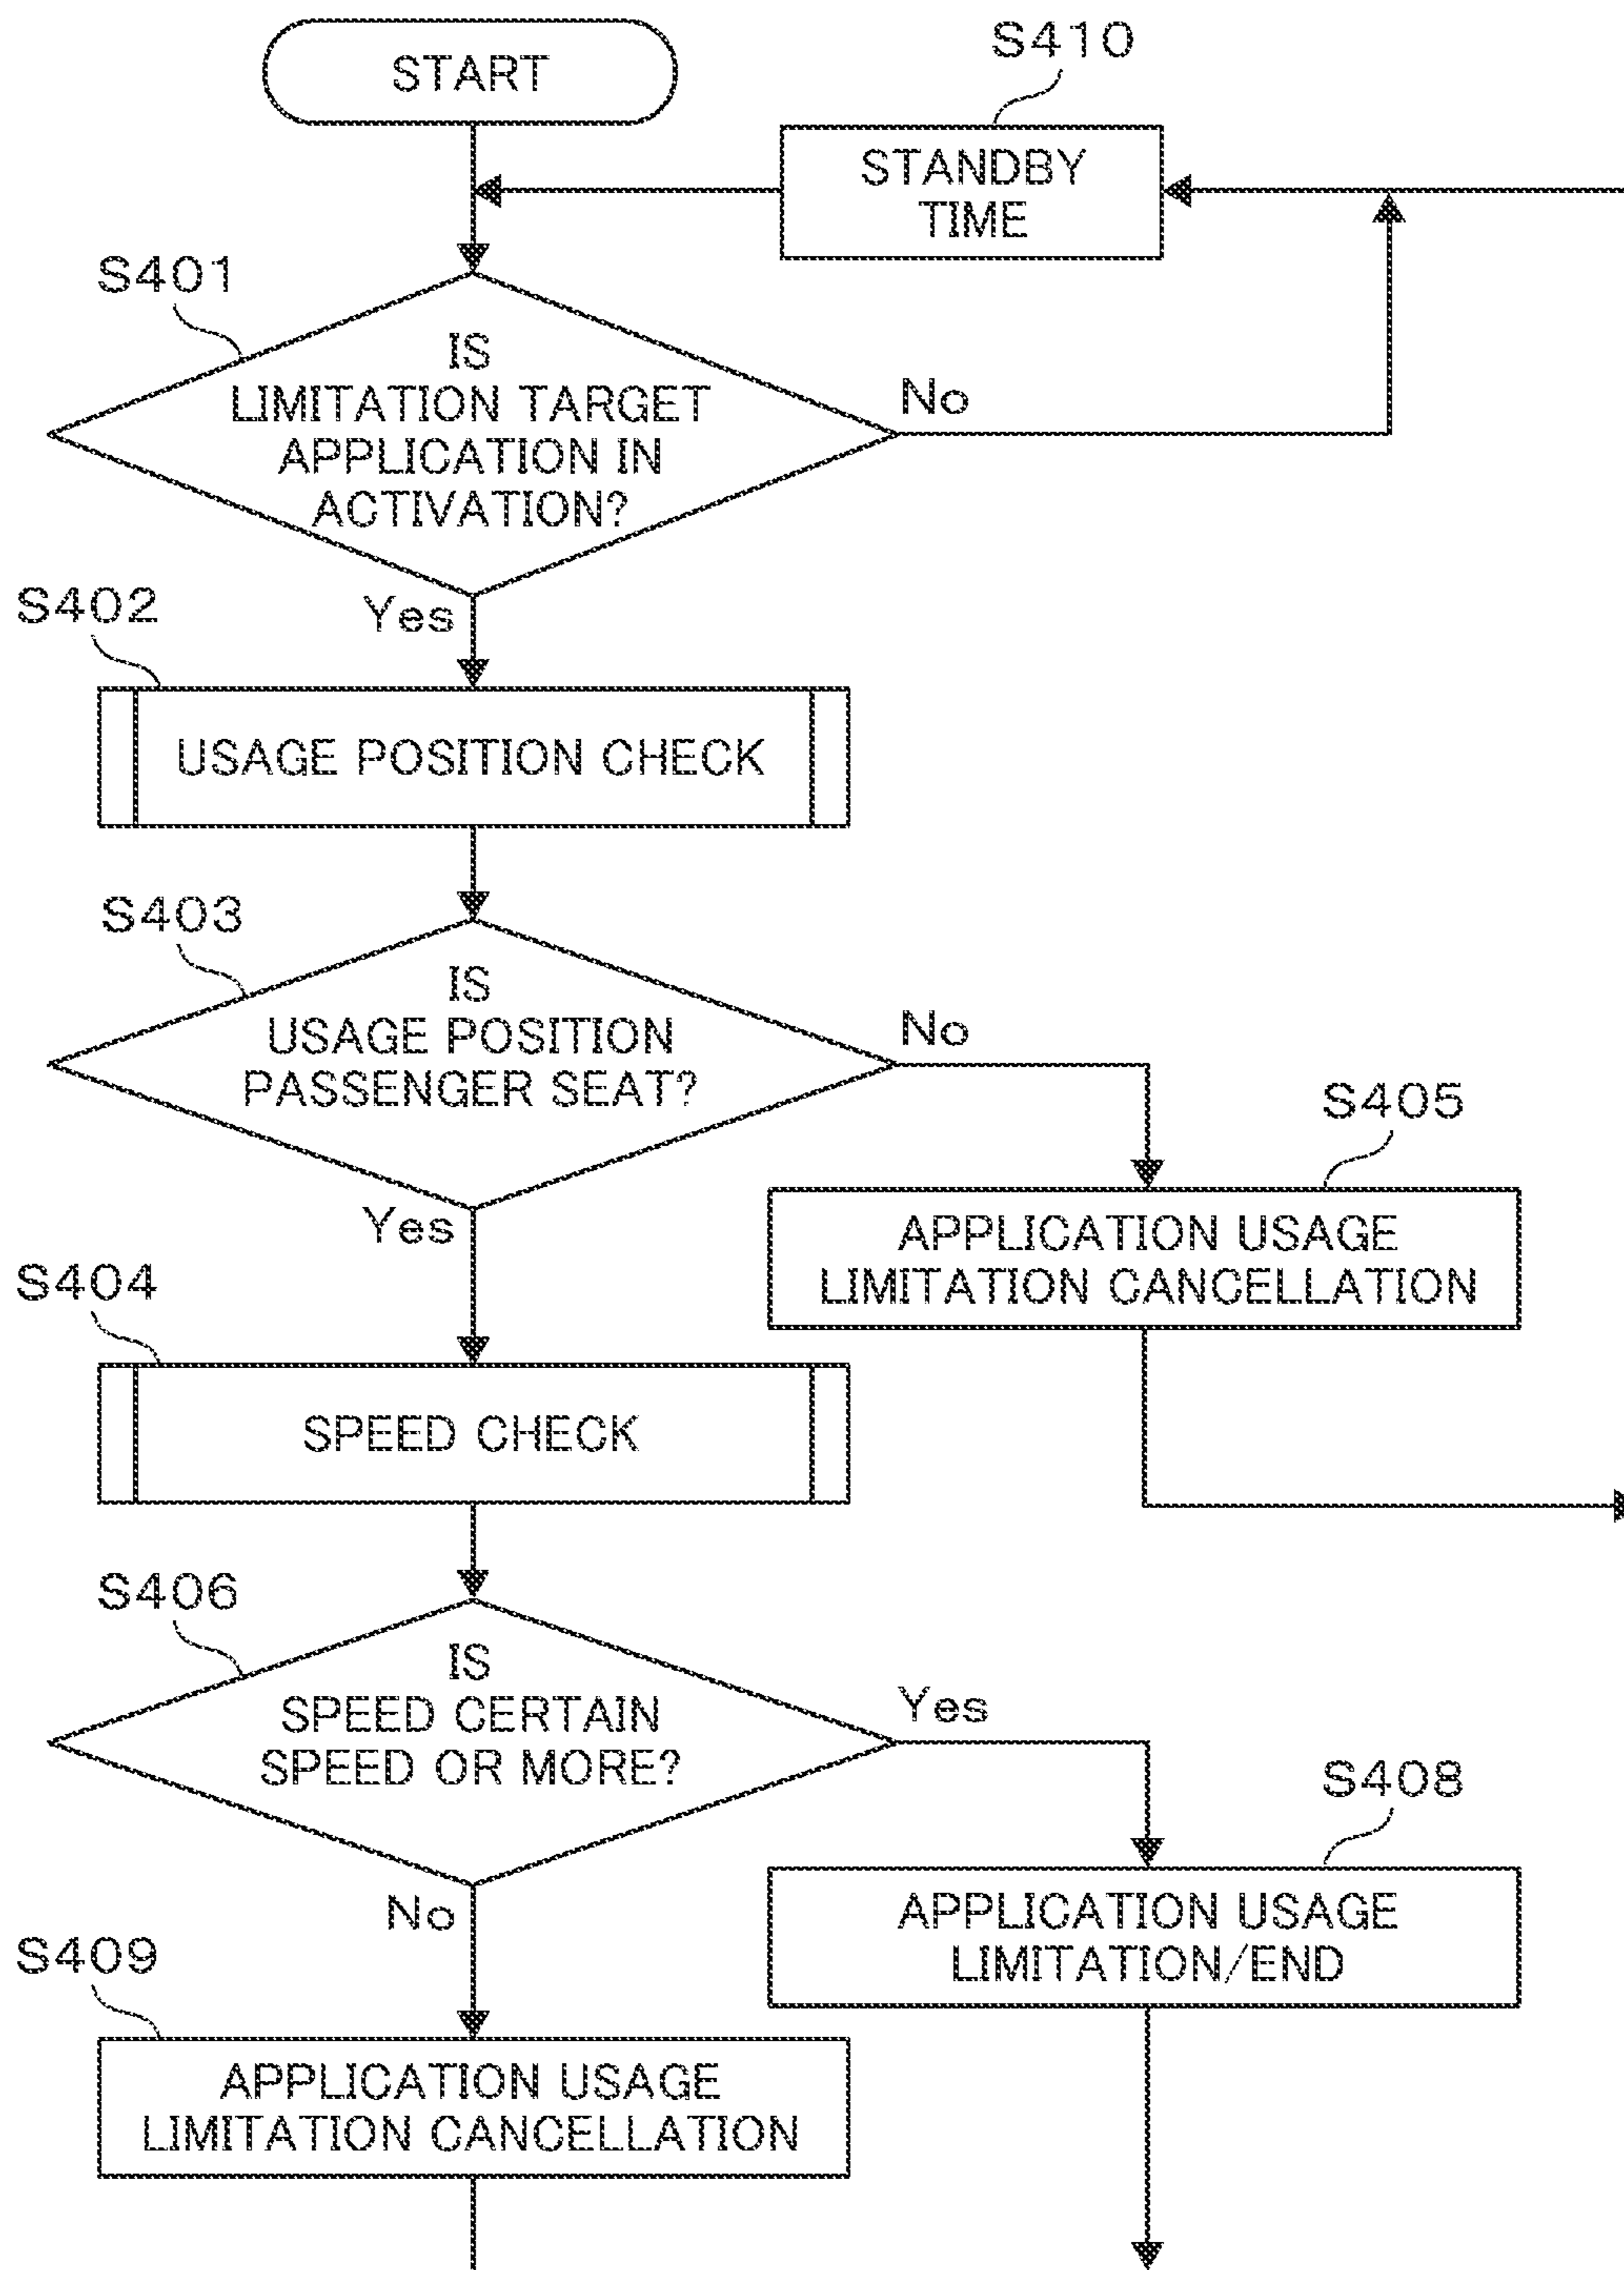 START
S410
STANDBY
TIME
S401
IS
LIMITATION TARGET
APPLICATION IN
ACTIVATION?
No
Yes
S402
USAGE POSITION CHECK
S403
IS
USAGE POSITION
PASSENGER SEAT?
No
Yes
S405
APPLICATION USAGE
LIMITATION CANCELLATION
S404
SPEED CHECK
S406
IS
SPEED CERTAIN
SPEED OR MORE?
Yes
No
S408
APPLICATION USAGE
LIMITATION/END
S409
APPLICATION USAGE
LIMITATION CANCELLATION